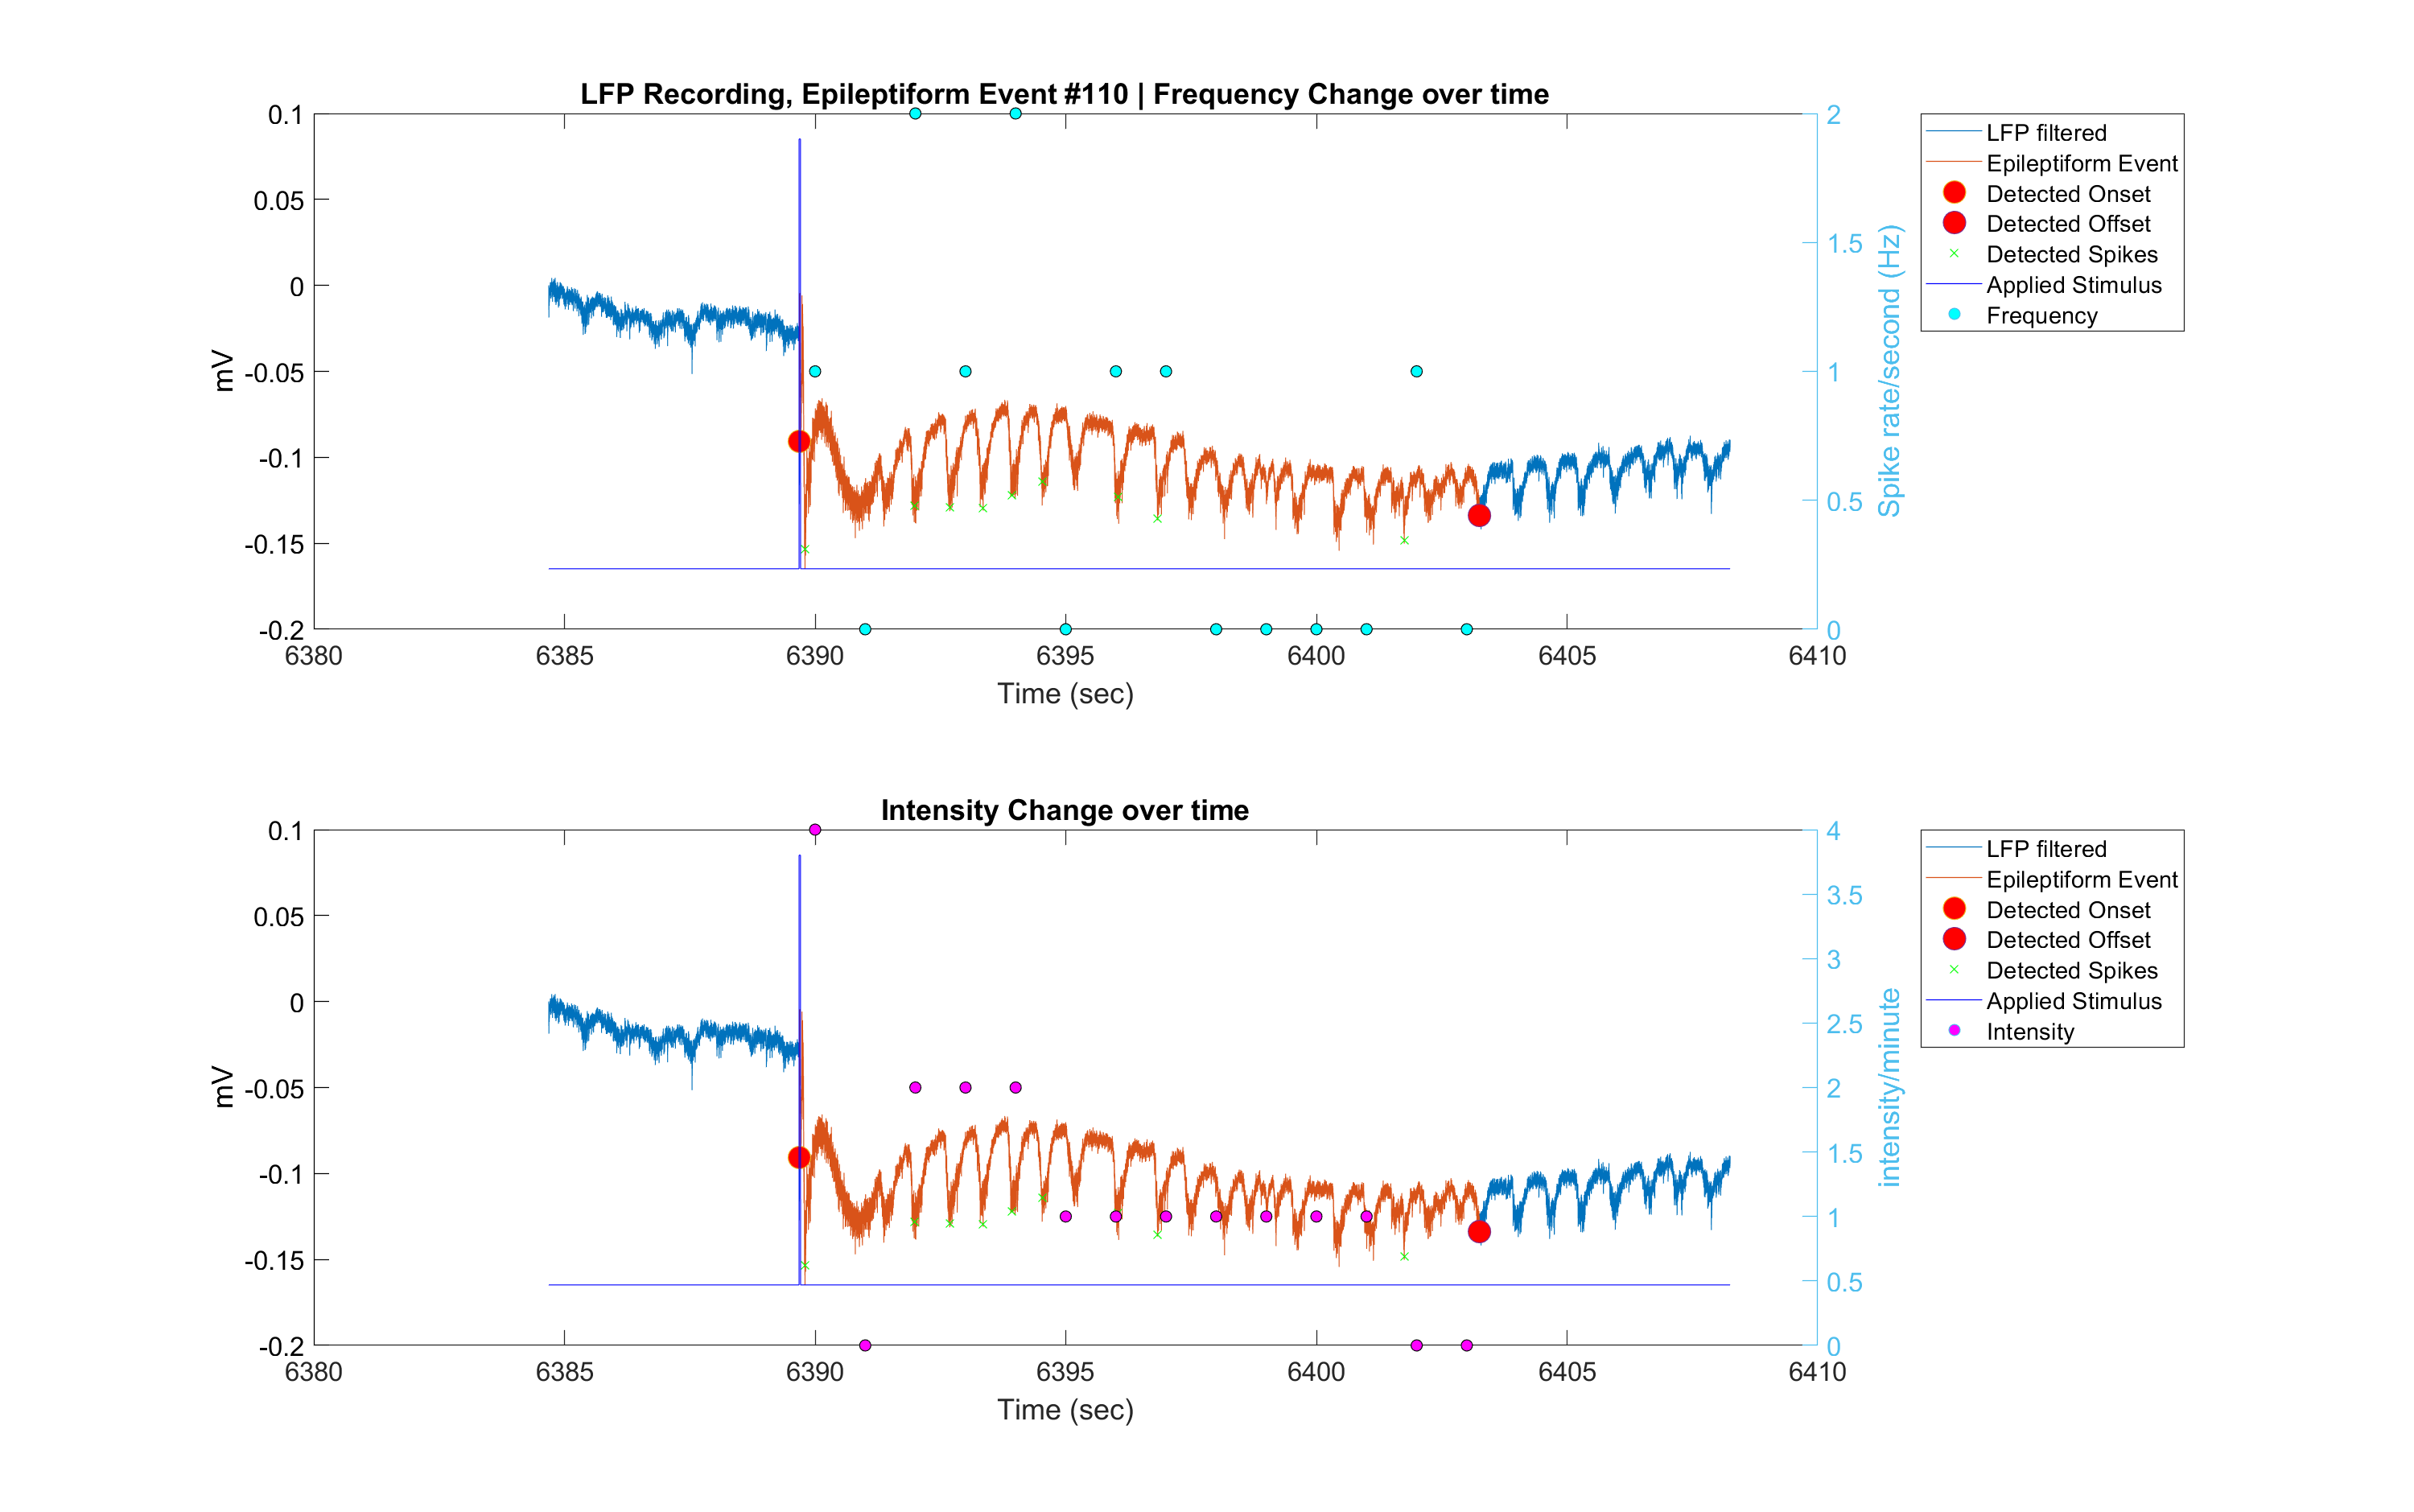 LFP Recording, Epileptiform Event #110 | Frequency Change over time
0.1
0.05
0
-0.05
-0.1
-0.15
-0.2
mV
6380 6385 6390 6395 6400 6405 6410
Time (sec)
2
1.5
1
0.5
0
Spike rate/second (Hz)
LFP filtered
Epileptiform Event
Detected Onset
Detected Offset
Detected Spikes
Applied Stimulus
Frequency
Intensity Change over time
0.1
0.05
0
-0.05
-0.1
-0.15
-0.2
mV
6380 6385 6390 6395 6400 6405 6410
Time (sec)
4
3.5
3
2.5
2
1.5
1
0.5
0
intensity/minute
LFP filtered
Epileptiform Event
Detected Onset
Detected Offset
Detected Spikes
Applied Stimulus
Intensity